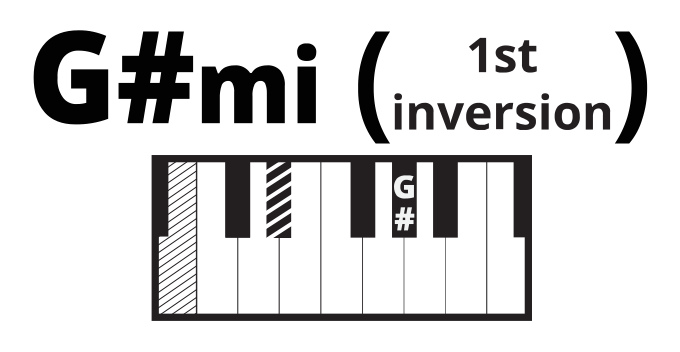 G#mi (1st
inversion)
G
#